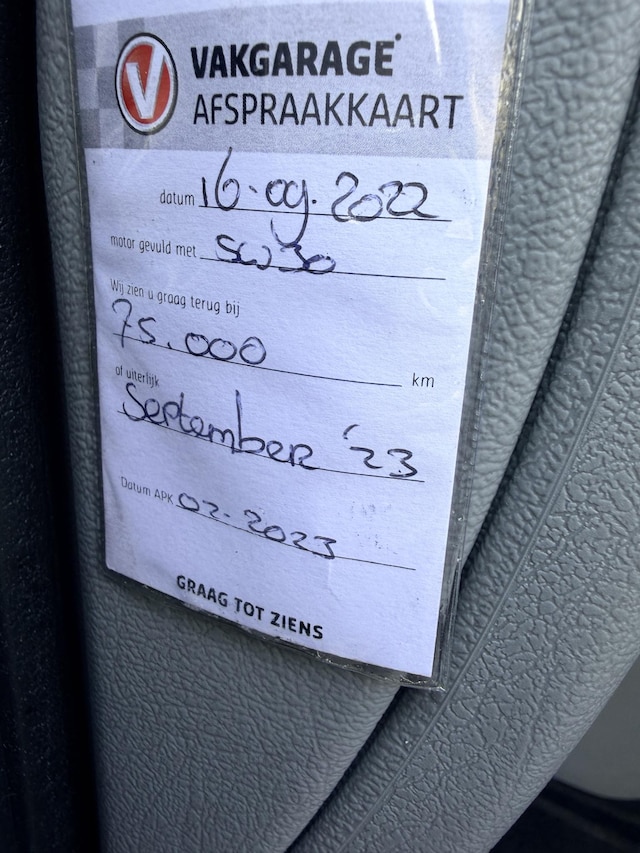 V VAKGARAGE
AFSPRAAKKAART
datum 16-09-2022
motor gevuld met 5W30
Wij zien u graag terug bij
75.000 km
of uiterlijk
September '23
Datum APK 02-2023
GRAAG TOT ZIENS